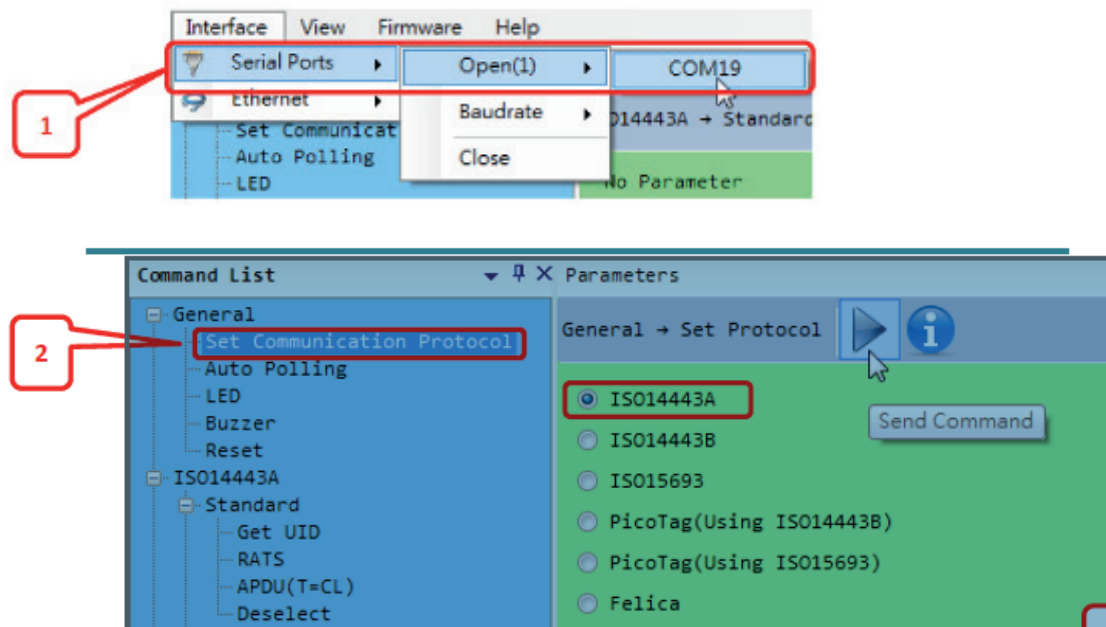 Interface View Firmware Help
Serial Ports Open(1) COM19
1
Ethernet Baudrate
Set Communicat
O14443A → Standard
Auto Polling Close
LED
No Parameter
Command List
Parameters
General
General → Set Protocol
2
Set Communication Protocol
Auto Polling
LED
Buzzer
Reset
ISO14443A
Standard
Get UID
RATS
APDU(T=CL)
Deselect
ISO14443A
Send Command
ISO14443B
ISO15693
PicoTag(Using ISO14443B)
PicoTag(Using ISO15693)
Felica